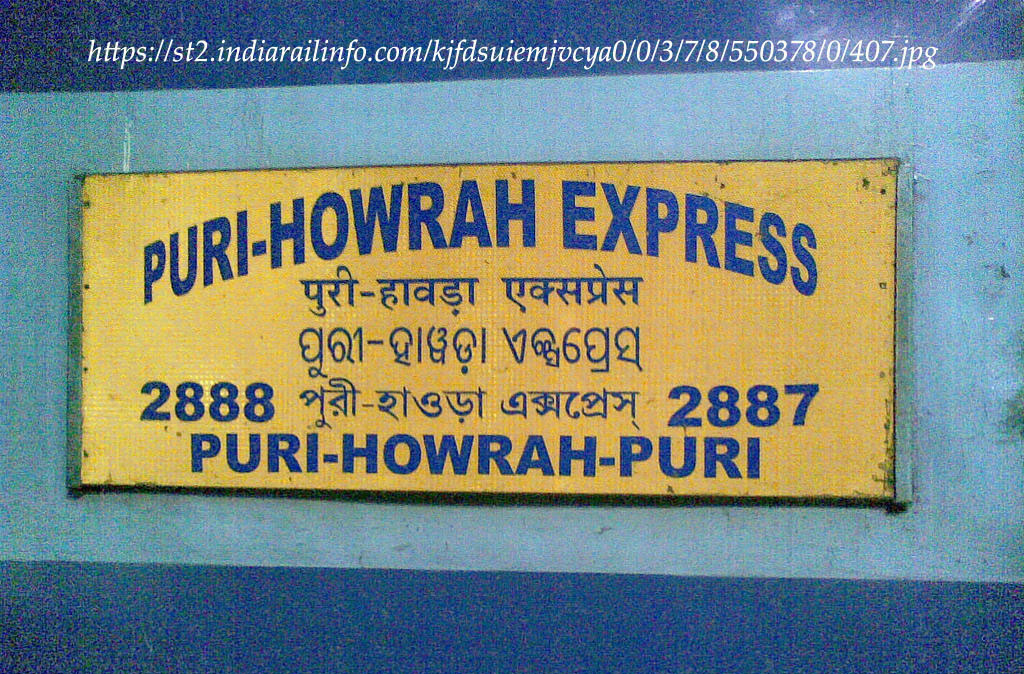 https://st2.indiarailinfo.com/kjfdsuiemjvcya0/0/3/7/8/550378/0/407.jpg
PURI-HOWRAH EXPRESS
पुरी-हावड़ा एक्सप्रेस
ପୁରୀ-ହାୱଡ଼ା ଏକ୍ସପ୍ରେସ୍
2888 পুরী-হাওড়া এক্সপ্রেস্ 2887
PURI-HOWRAH-PURI